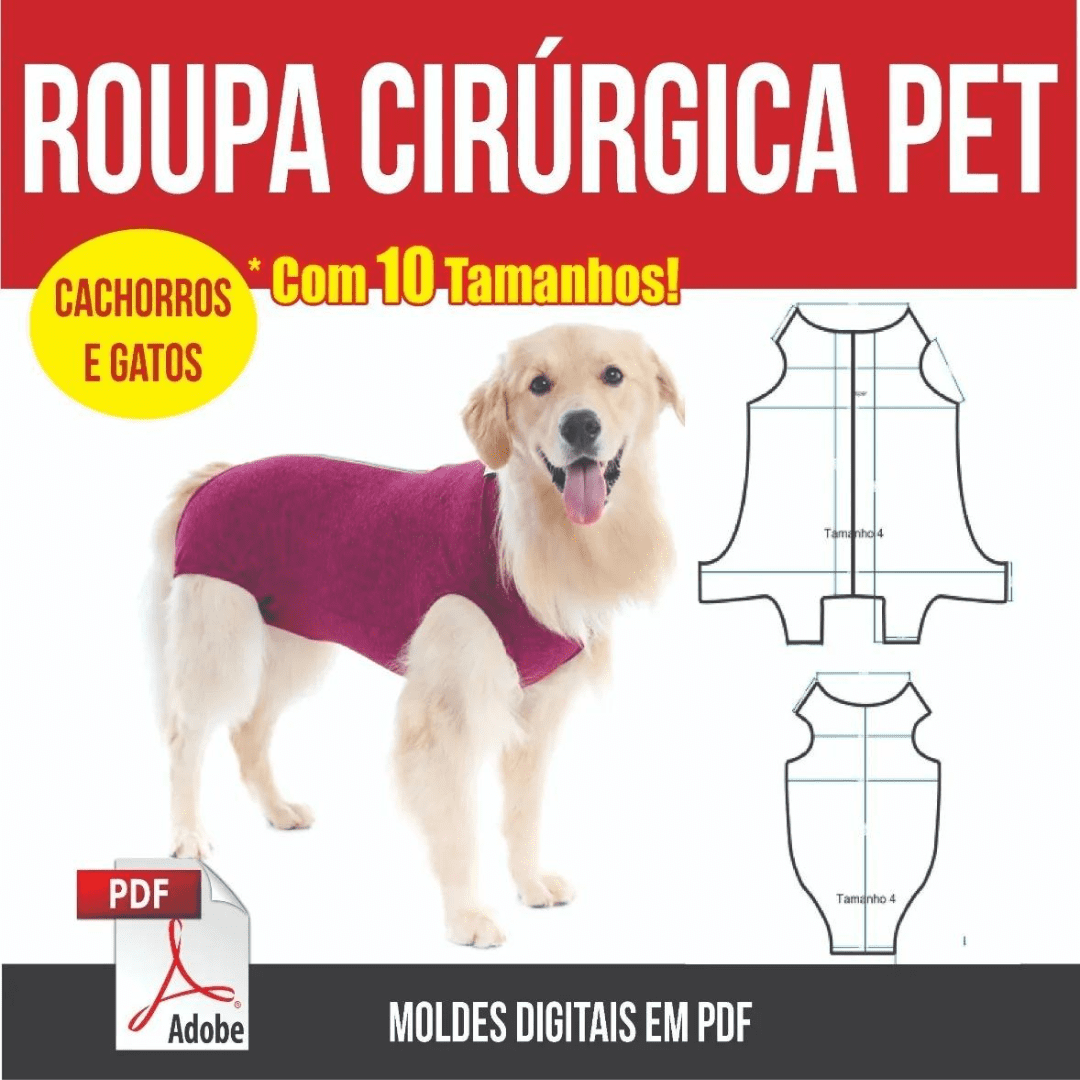 ROUPA CIRÚRGICA PET
* Com 10 Tamanhos!
CACHORROS
E GATOS
Tamanho 4
Tamanho 4
PDF
Adobe
®
MOLDES DIGITAIS EM PDF